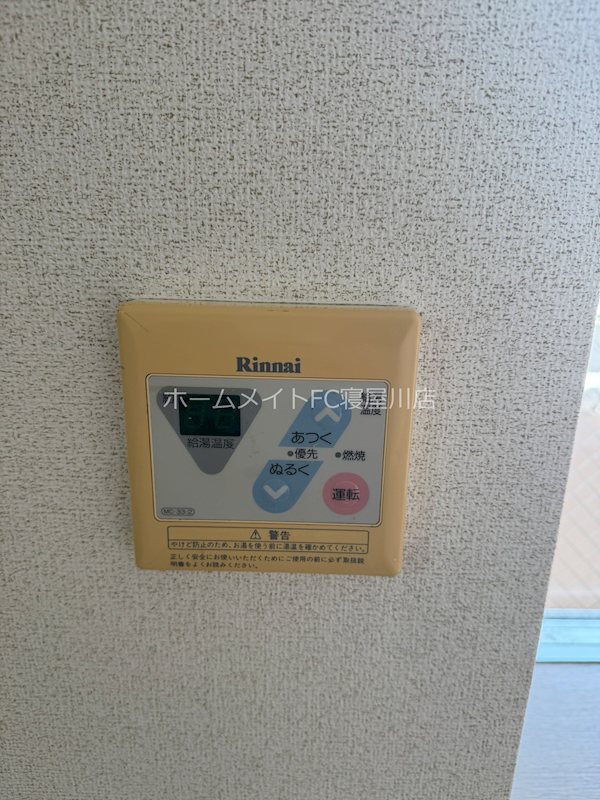 Rinnai
ホームメイトFC寝屋川店
温度
給湯温度
あつく
優先 燃焼
ぬるく
運転
MC-33-2
⚠ 警告
やけど防止のため、お湯を使う前に湯温を確かめてください。
正しく安全にお使いいただくためにご使用の前に必ず取扱説
明書をよくお読みください。